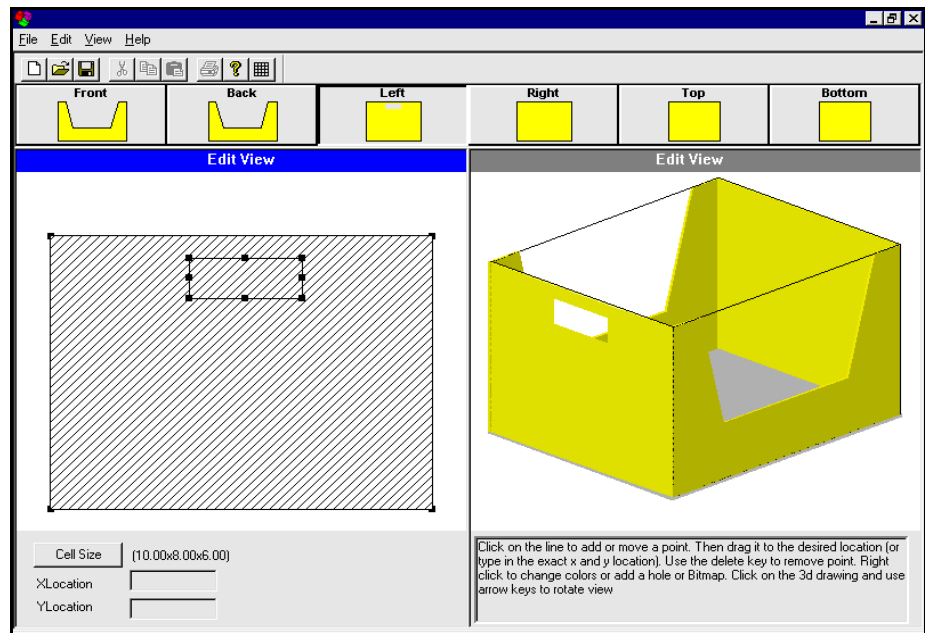 File Edit View Help
Front Back Left Right Top Bottom
Edit View Edit View
Cell Size (10.00x8.00x6.00)
XLocation
YLocation
Click on the line to add or move a point. Then drag it to the desired location (or
type in the exact x and y location). Use the delete key to remove point. Right
click to change colors or add a hole or Bitmap. Click on the 3d drawing and use
arrow keys to rotate view